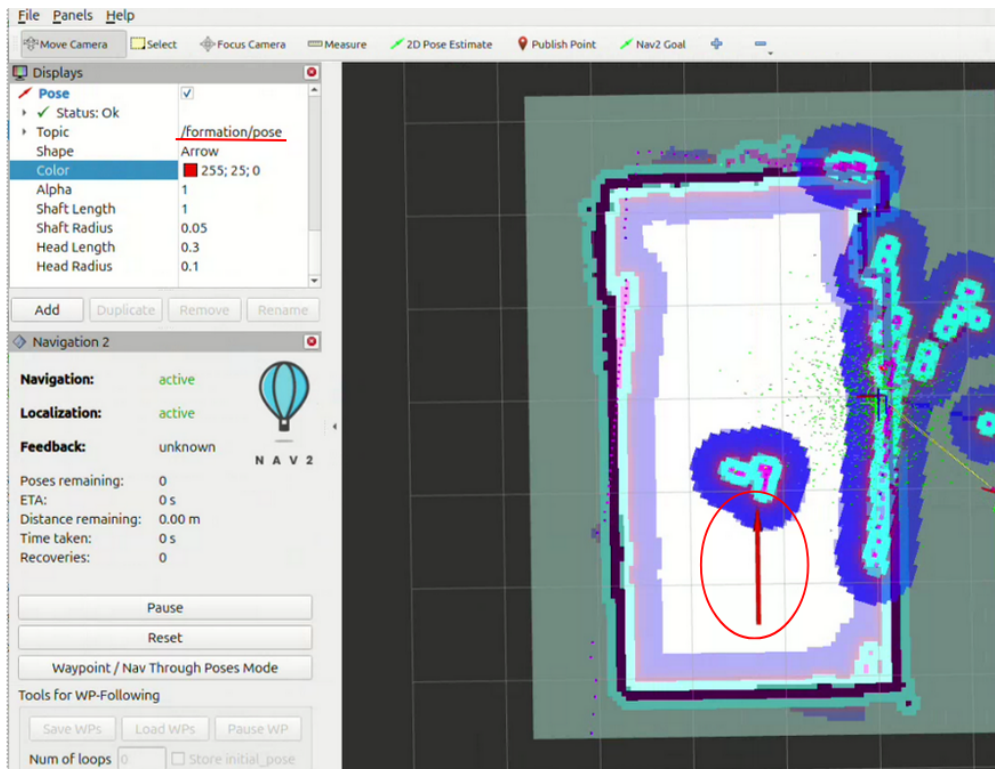 File Panels Help
Move Camera Select Focus Camera Measure 2D Pose Estimate Publish Point Nav2 Goal
Displays
Pose
Status: Ok
Topic /formation/pose
Shape Arrow
Color 255; 25; 0
Alpha 1
Shaft Length 1
Shaft Radius 0.05
Head Length 0.3
Head Radius 0.1
Add Duplicate Remove Rename
Navigation 2
Navigation: active
Localization: active
Feedback: unknown
NAV2
Poses remaining: 0
ETA: 0 s
Distance remaining: 0.00 m
Time taken: 0 s
Recoveries: 0
Pause
Reset
Waypoint / Nav Through Poses Mode
Tools for WP-Following
Save WPs Load WPs Pause WP
Num of loops 0 Store initial_pose